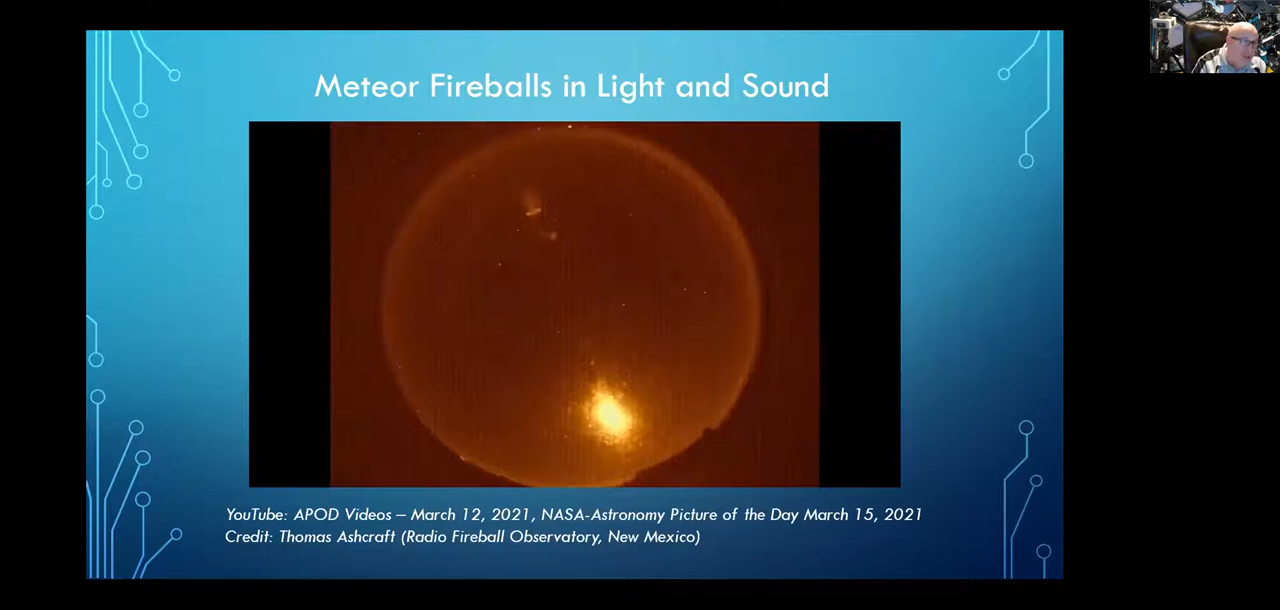 Meteor Fireballs in Light and Sound
YouTube: APOD Videos – March 12, 2021, NASA-Astronomy Picture of the Day March 15, 2021
Credit: Thomas Ashcraft (Radio Fireball Observatory, New Mexico)